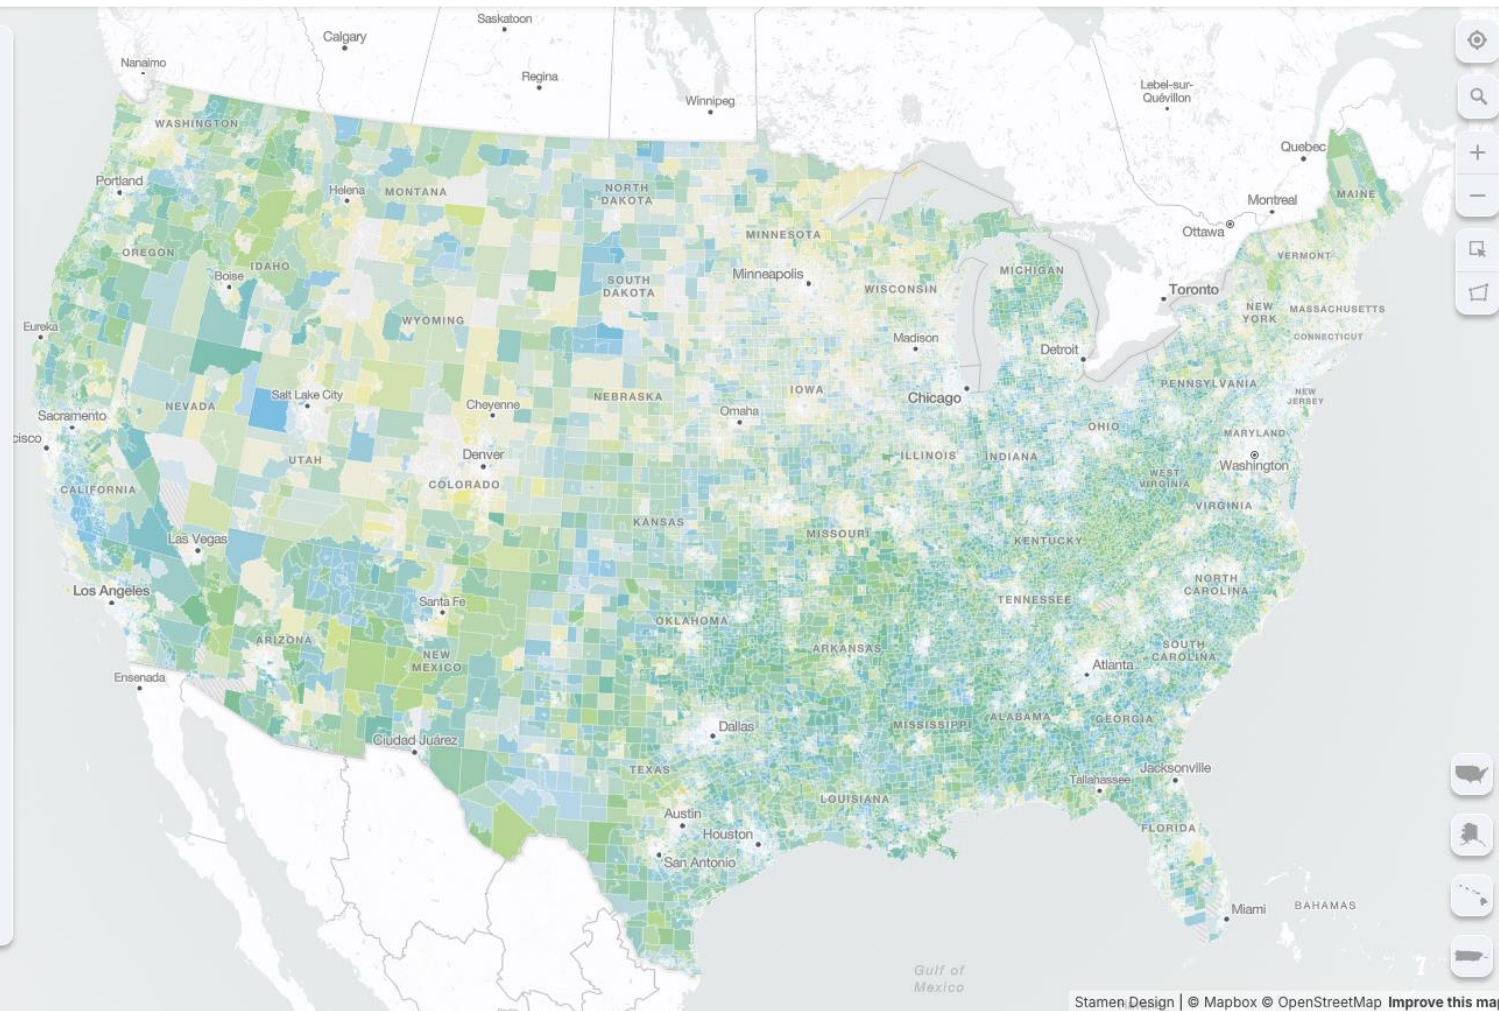 Saskatoon
Calgary
Nanaimo
Regina
Lebel-sur-
Quévillon
Winnipeg
WASHINGTON
Quebec
Portland
Helena
MONTANA
NORTH
DAKOTA
MAINE
Montreal
Ottawa
MINNESOTA
OREGON
IDAHO
Boise
VERMONT
Minneapolis
MICHIGAN
SOUTH
DAKOTA
WISCONSIN
Toronto
NEW
YORK
MASSACHUSETTS
WYOMING
Eureka
Madison
CONNECTICUT
Detroit
Salt Lake City
IOWA
PENNSYLVANIA
NEBRASKA
Chicago
NEW
JERSEY
NEVADA
Cheyenne
Omaha
Sacramento
cisco
OHIO
MARYLAND
UTAH
Denver
ILLINOIS
INDIANA
Washington
COLORADO
WEST
VIRGINIA
CALIFORNIA
VIRGINIA
KANSAS
MISSOURI
KENTUCKY
Las Vegas
NORTH
CAROLINA
Los Angeles
Santa Fe
TENNESSEE
OKLAHOMA
ARIZONA
ARKANSAS
SOUTH
CAROLINA
NEW
MEXICO
Atlanta
Ensenada
MISSISSIPPI
ALABAMA
GEORGIA
Dallas
Ciudad Juárez
TEXAS
Jacksonville
Tallahassee
LOUISIANA
Austin
Houston
FLORIDA
San Antonio
Miami
BAHAMAS
7
Gulf of
Mexico
Stamen Design | © Mapbox © OpenStreetMap Improve this map